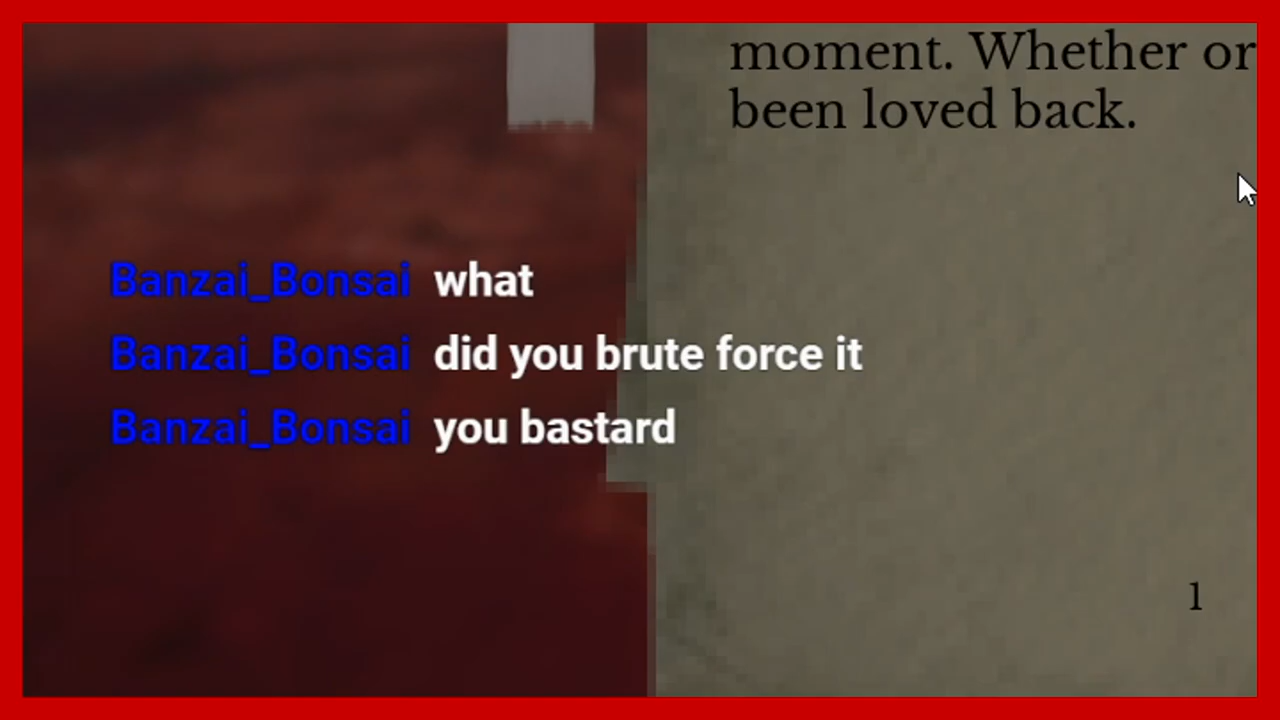 moment. Whether or
been loved back.
Banzai_Bonsai what
Banzai_Bonsai did you brute force it
Banzai_Bonsai you bastard
1